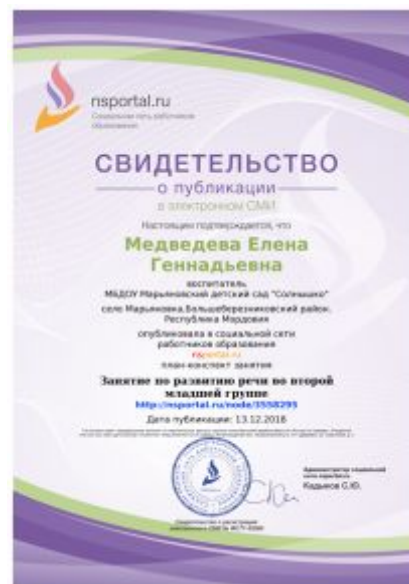 nsportal.ru
Социальная сеть работников
образования
СВИДЕТЕЛЬСТВО
о публикации
в электронном СМИ
Настоящим подтверждается, что
Медведева Елена
Геннадьевна
воспитатель
МБДОУ Марьяновский детский сад "Солнышко"
село Марьяновка,Большеберезниковский район,
Республика Мордовия
опубликовала в социальной сети
работников образования
nsportal.ru
план-конспект занятия
Занятие по развитию речи во второй
младшей группе
http://nsportal.ru/node/3558295
Дата публикации: 13.12.2018
Администратор социальной
сети
Кадыков С.Ю.
Свидетельство о регистрации